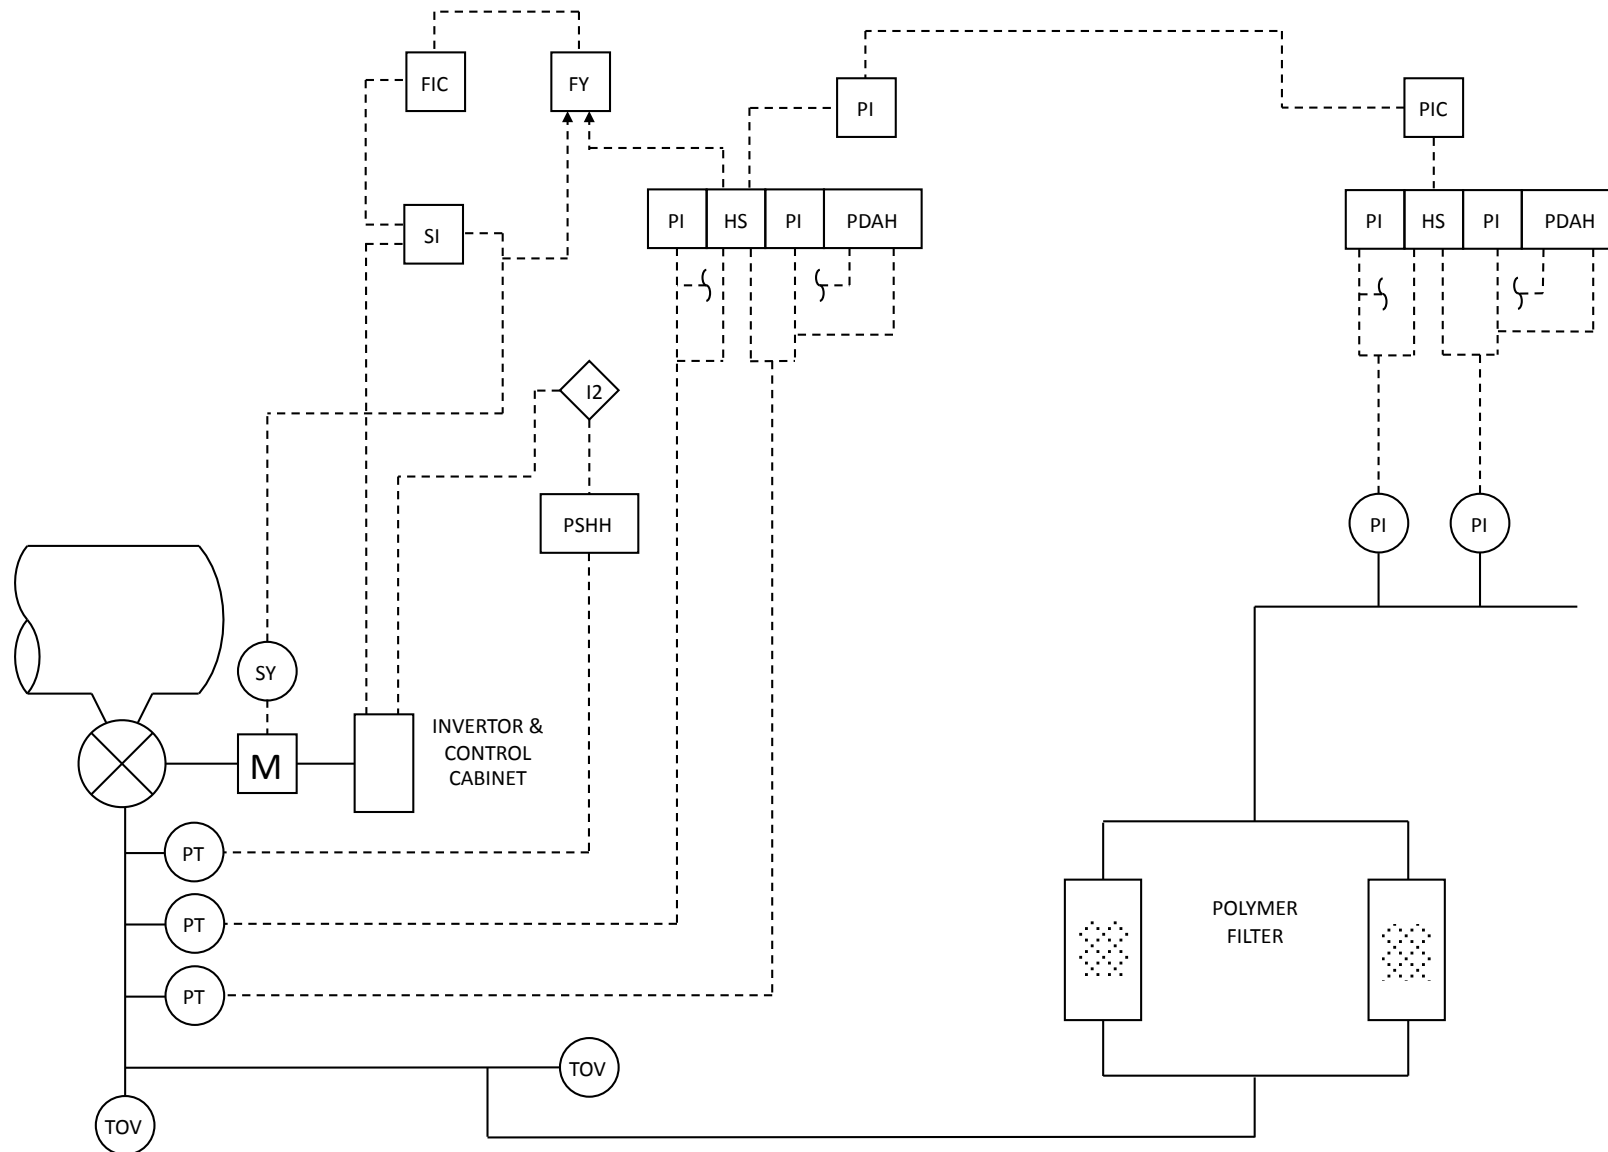 FIC
FY
PI
PIC
PI
HS
PI
PDAH
PI
HS
PI
PDAH
SI
I2
PSHH
PI
PI
SY
INVERTOR &
CONTROL
CABINET
M
PT
PT
PT
POLYMER
FILTER
TOV
TOV